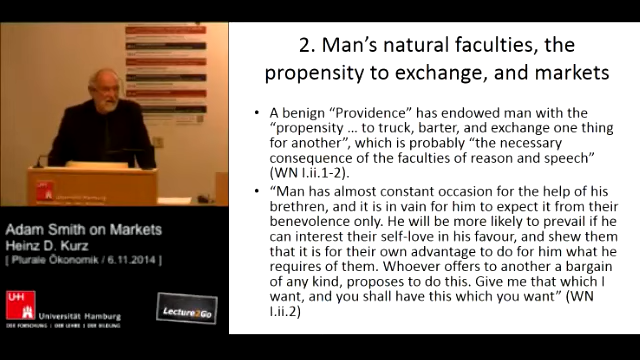 2. Man's natural faculties, the
propensity to exchange, and markets
• A benign "Providence" has endowed man with the
"propensity … to truck, barter, and exchange one thing
for another", which is probably "the necessary
consequence of the faculties of reason and speech"
(WN I.ii.1-2).
• "Man has almost constant occasion for the help of his
brethren, and it is in vain for him to expect it from their
benevolence only. He will be more likely to prevail if he
can interest their self-love in his favour, and shew them
that it is for their own advantage to do for him what he
requires of them. Whoever offers to another a bargain
of any kind, proposes to do this. Give me that which I
want, and you shall have this which you want" (WN
I.ii.2)
Adam Smith on Markets
Heinz D. Kurz
[ Plurale Ökonomik / 6.11.2014 ]
UH
Universität Hamburg
DER FORSCHUNG | DER LEHRE | DER BILDUNG
Lecture2Go